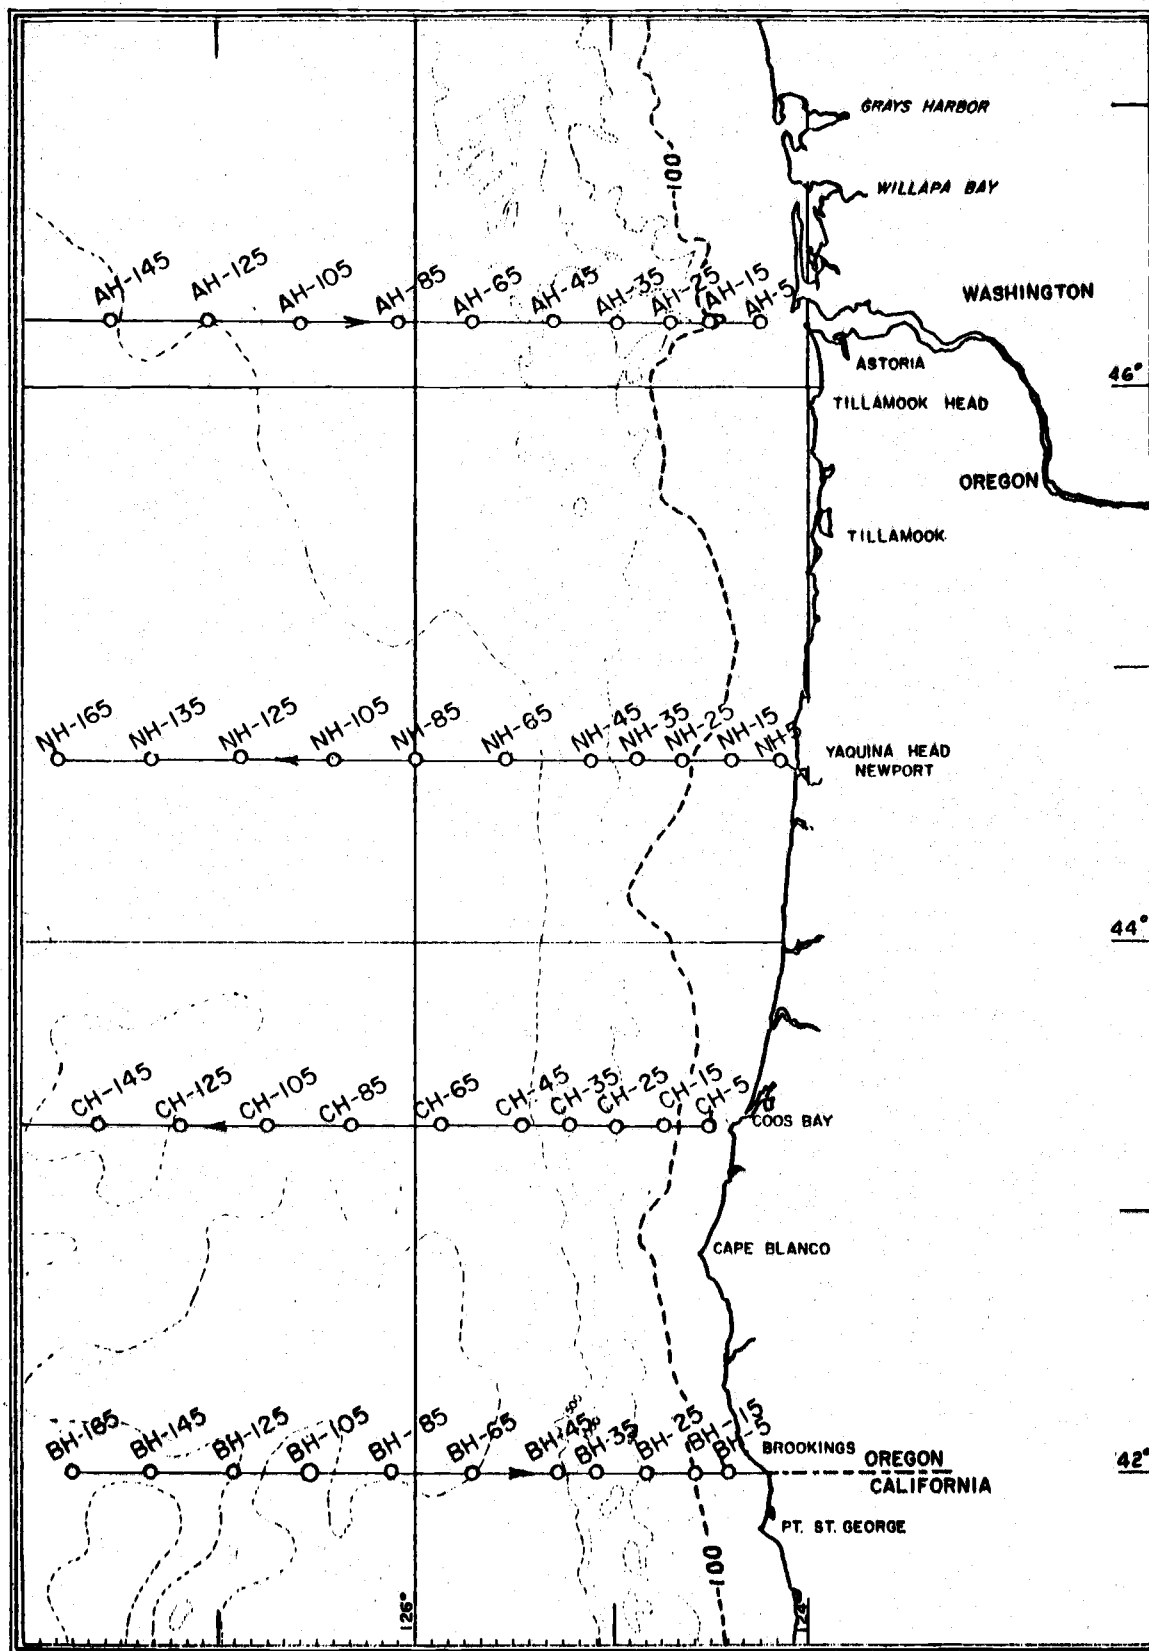 GRAYS HARBOR
100
WILLAPA BAY
AH-145
AH-125
AH-105
AH-85
AH-65
AH-45
AH-35
AH-25
AH-15
AH-5
WASHINGTON
ASTORIA
46°
TILLAMOOK HEAD
OREGON
TILLAMOOK
NH-165
NH-135
NH-125
NH-105
NH-85
NH-65
NH-45
NH-35
NH-25
NH-15
NH-5
YAQUINA HEAD
NEWPORT
44°
CH-145
CH-125
CH-105
CH-85
CH-65
CH-45
CH-35
CH-25
CH-15
CH-5
COOS BAY
CAPE BLANCO
BH-165
BH-145
BH-125
BH-105
BH-85
BH-65
BH-45
BH-35
BH-25
BH-15
BH-5
BROOKINGS
OREGON
42°
CALIFORNIA
PT. ST. GEORGE
100
126°
124°